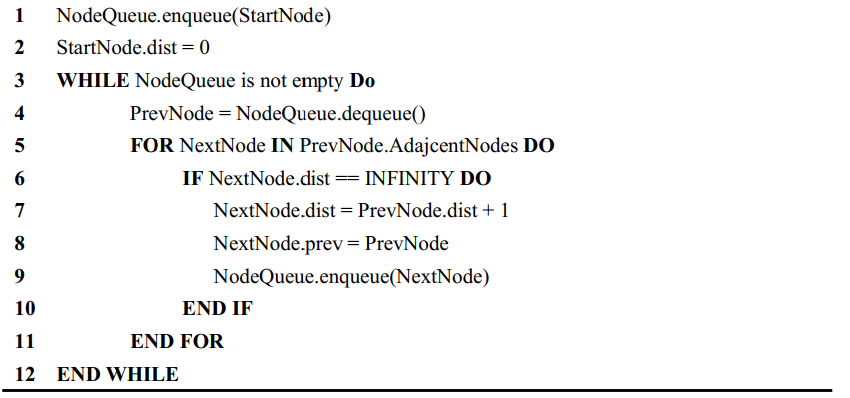 1 NodeQueue.enqueue(StartNode)
2 StartNode.dist = 0
3 WHILE NodeQueue is not empty Do
4 PrevNode = NodeQueue.dequeue()
5 FOR NextNode IN PrevNode.AdajcentNodes DO
6 IF NextNode.dist == INFINITY DO
7 NextNode.dist = PrevNode.dist + 1
8 NextNode.prev = PrevNode
9 NodeQueue.enqueue(NextNode)
10 END IF
11 END FOR
12 END WHILE